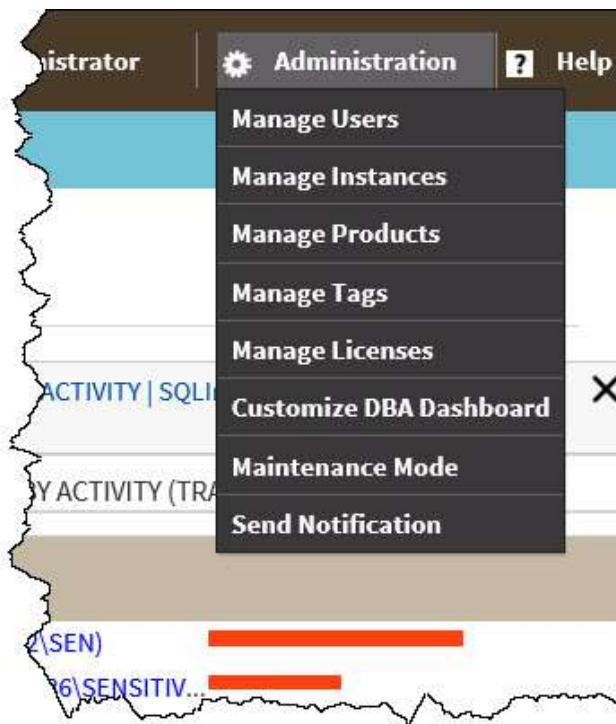 istrator Administration ? Help
Manage Users
Manage Instances
Manage Products
Manage Tags
Manage Licenses
ACTIVITY | SQLI
Customize DBA Dashboard
Maintenance Mode
Y ACTIVITY (TRA
Send Notification
2\SEN)
6\SENSITIV...